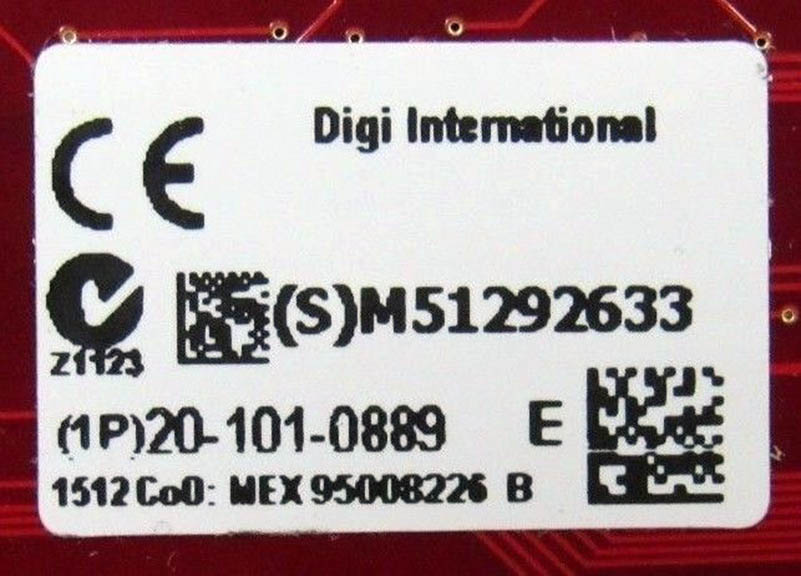 Digi International
CE
Z1123
(S)M51292633
(1P)20-101-0889 E
1512 CoO: MEX 95008226 B